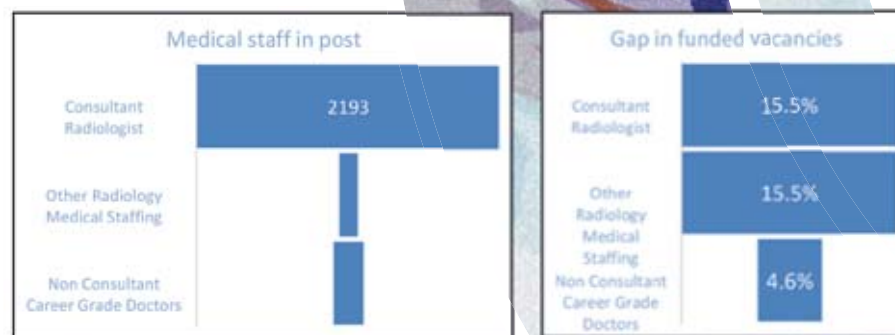 Medical staff in post
Consultant
Radiologist
2193
Other Radiology
Medical Staffing
Non Consultant
Career Grade Doctors
Gap in funded vacancies
Consultant
Radiologist
15.5%
Other
Radiology
Medical
Staffing
15.5%
Non Consultant
Career Grade
Doctors
4.6%